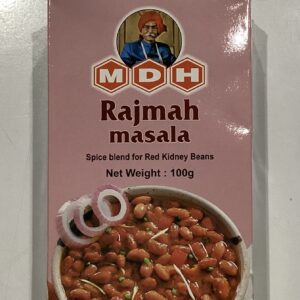 MDH
Rajmah
masala
Spice blend for Red Kidney Beans
Net Weight : 100g